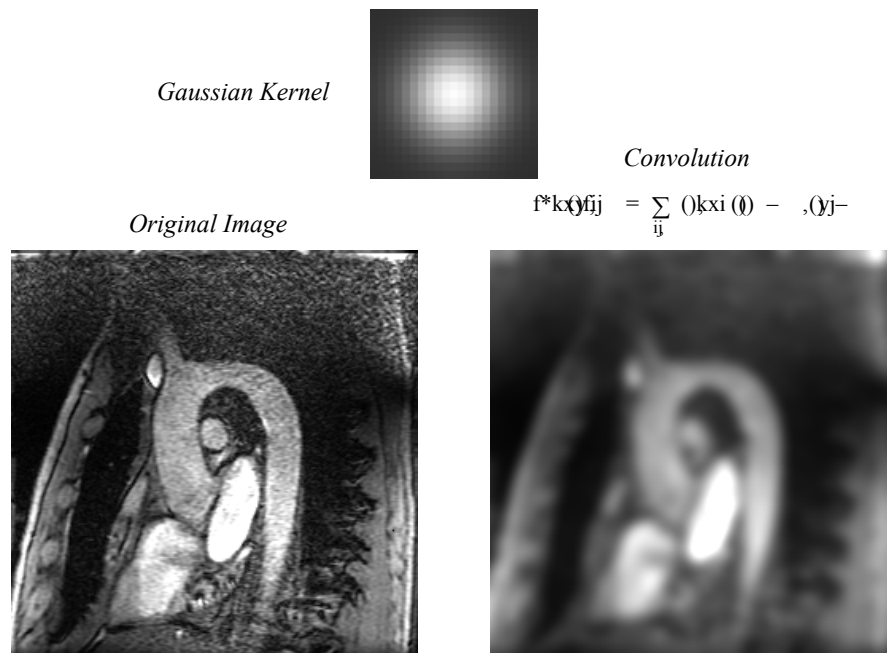 Gaussian Kernel
Convolution
f*k = ∑
i,j
Original Image